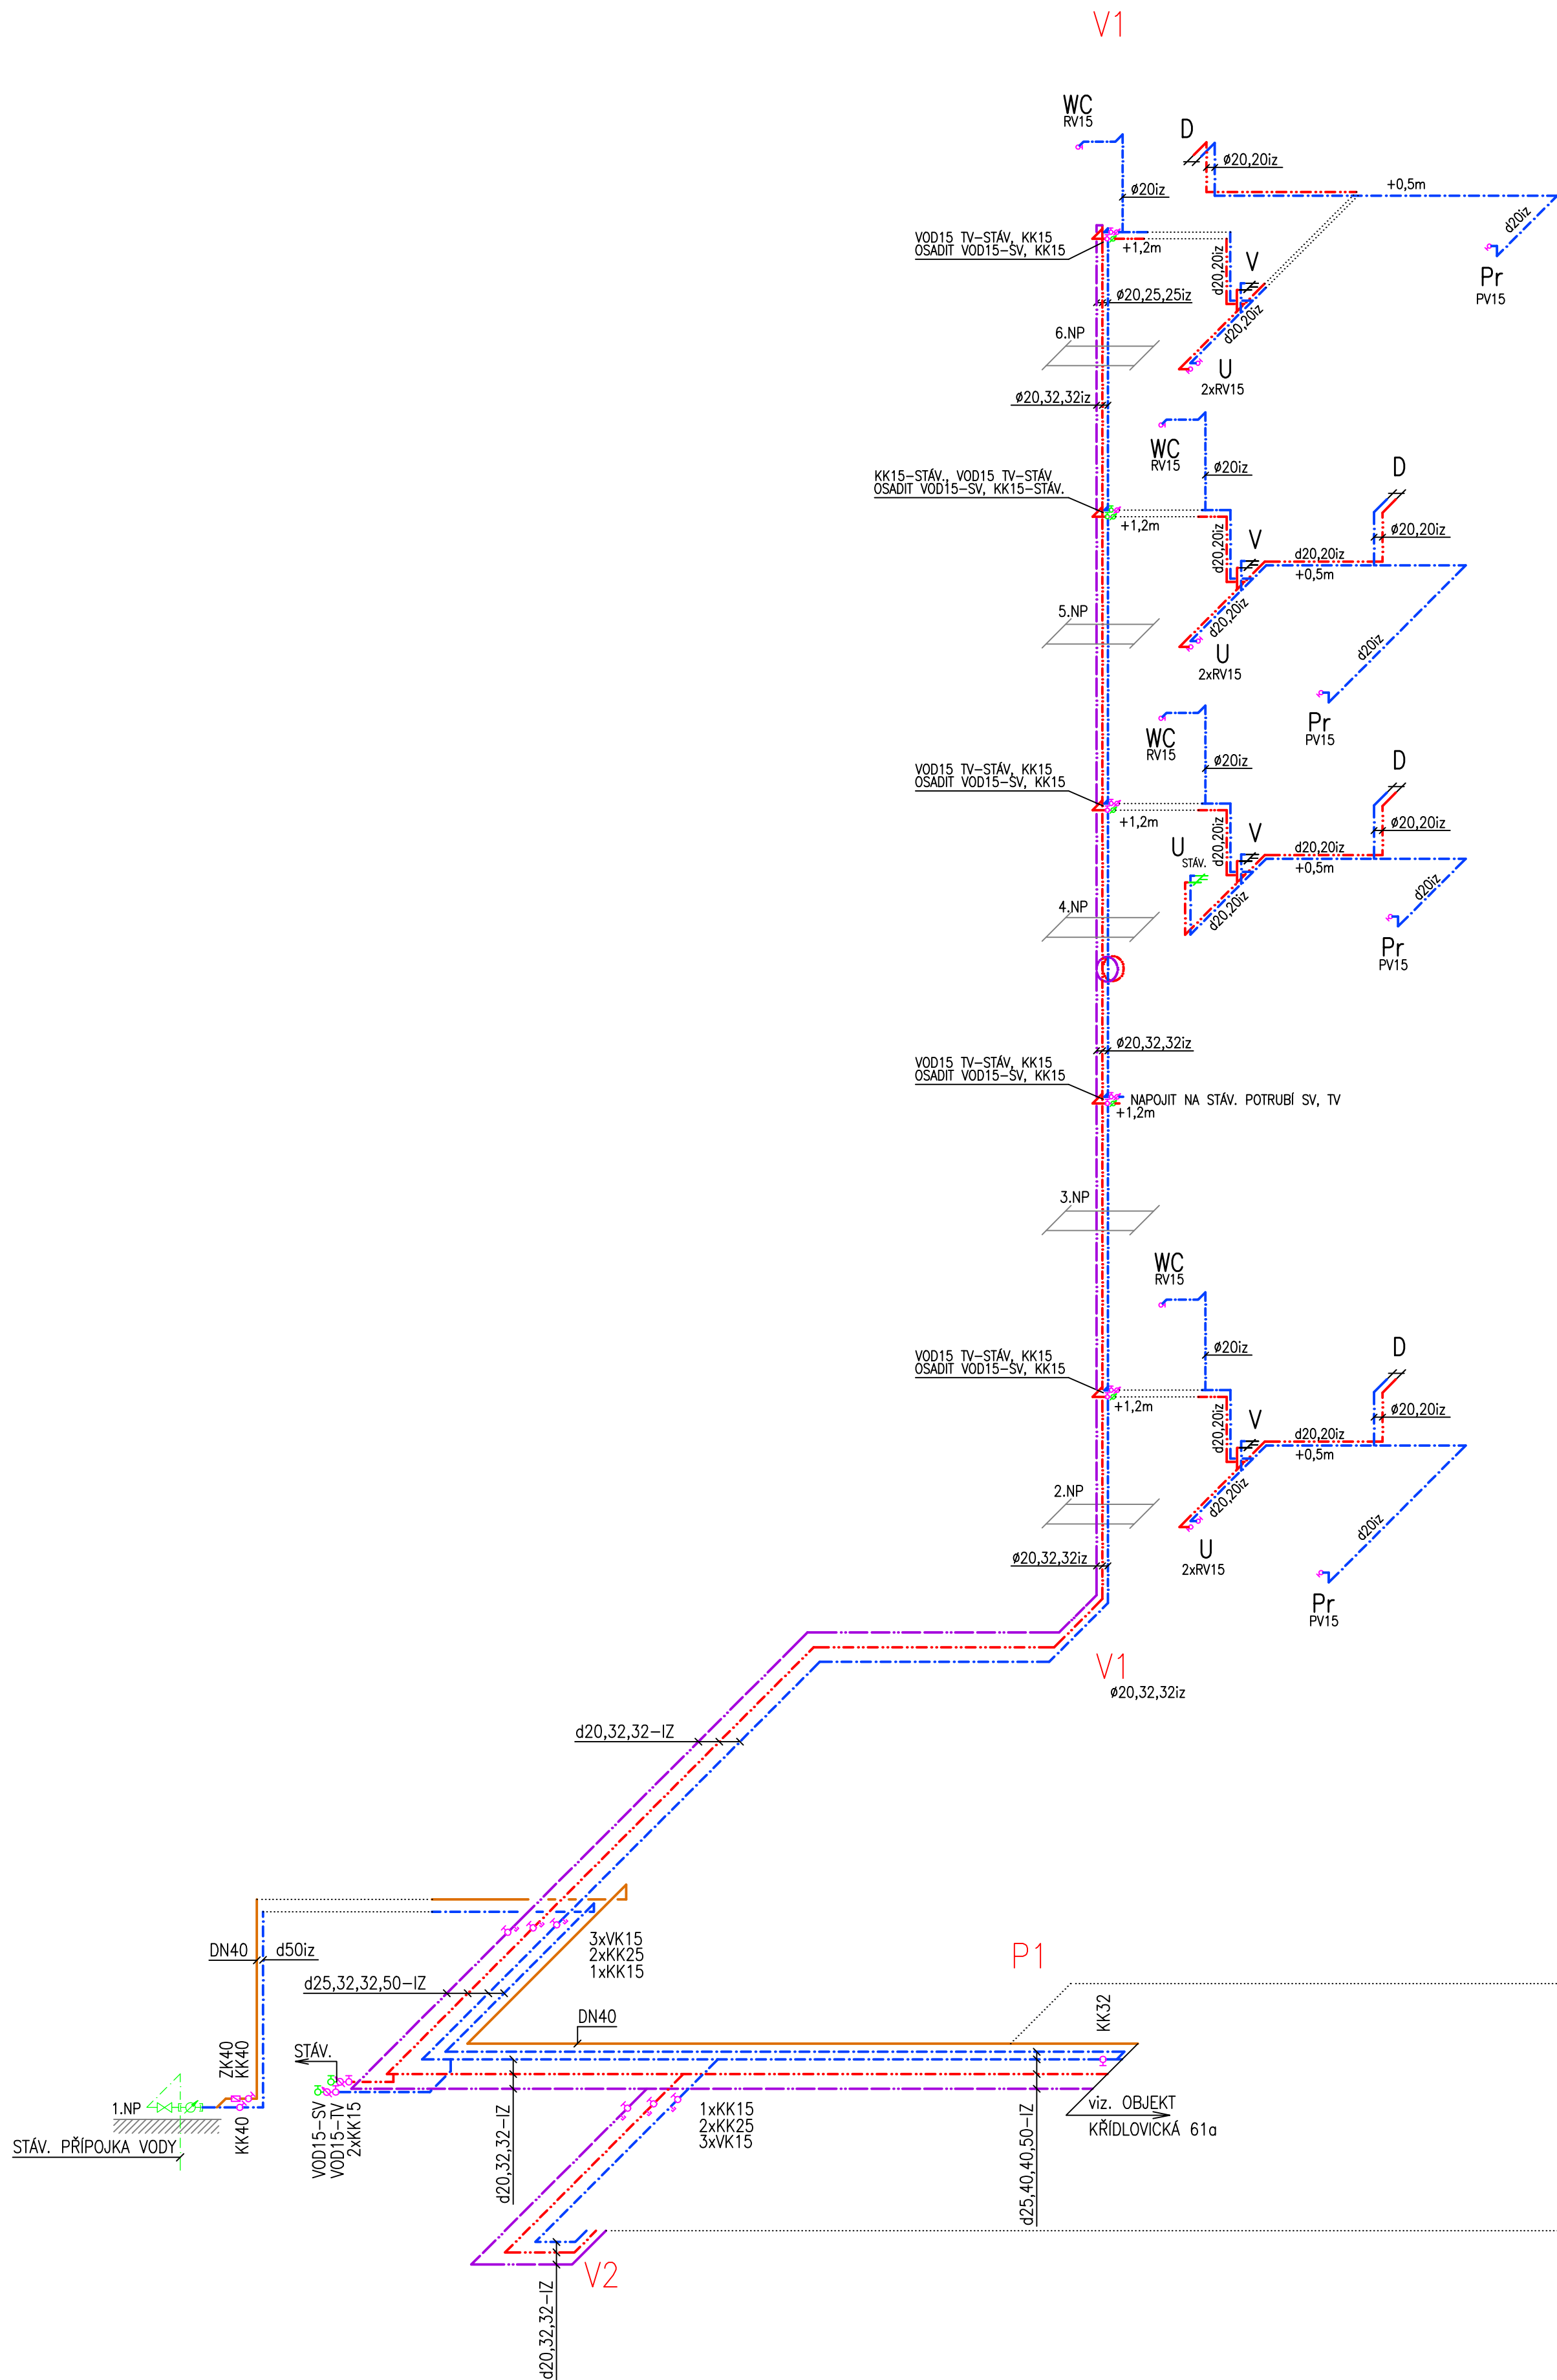 V1
WC
RV15
D
ø20,20iz
+0,5m
ø20iz
d20iz
VOD15 TV-STÁV, KK15
OSADIT VOD15-SV, KK15
+1,2m
d20,20iz
V
Pr
PV15
ø20,25,25iz
d20,20iz
6.NP
U
2xRV15
ø20,32,32iz
WC
RV15
ø20iz
D
KK15-STÁV., VOD15 TV-STÁV
OSADIT VOD15-SV, KK15-STÁV.
+1,2m
d20,20iz
V
d20,20iz
+0,5m
ø20,20iz
5.NP
d20,20iz
U
2xRV15
d20iz
Pr
PV15
WC
RV15
ø20iz
D
VOD15 TV-STÁV, KK15
OSADIT VOD15-SV, KK15
+1,2m
d20,20iz
V
U
STÁV.
d20,20iz
+0,5m
ø20,20iz
4.NP
d20,20iz
d20iz
Pr
PV15
ø20,32,32iz
VOD15 TV-STÁV, KK15
OSADIT VOD15-SV, KK15
NAPOJIT NA STÁV. POTRUBÍ SV, TV
+1,2m
3.NP
WC
RV15
ø20iz
D
VOD15 TV-STÁV, KK15
OSADIT VOD15-SV, KK15
+1,2m
d20,20iz
V
d20,20iz
+0,5m
ø20,20iz
2.NP
d20,20iz
U
2xRV15
d20iz
Pr
PV15
ø20,32,32iz
V1
ø20,32,32iz
d20,32,32-IZ
3xVK15
2xKK25
1xKK15
DN40
d50iz
d25,32,32,50-IZ
P1
DN40
KK32
ZK40
KK40
STÁV.
1.NP
KK40
STÁV. PŘÍPOJKA VODY
VOD15-SV
VOD15-TV
2xKK15
d20,32,32-IZ
1xKK15
2xKK25
3xVK15
d25,40,40,50-IZ
viz. OBJEKT
KŘÍDLOVICKÁ 61a
V2
d20,32,32-IZ